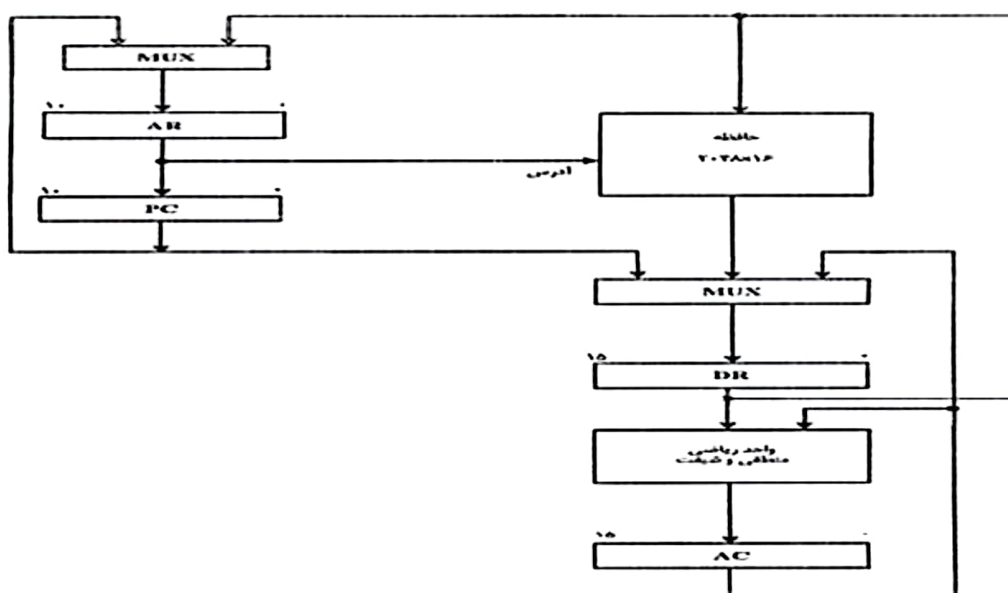 MUX
۱۰ ۰
AR
حافظه
۲۰۴۸×۱۶
آدرس
۱۰ ۰
PC
MUX
۱۵ ۰
DR
واحد ریاضی
منطقی و شیفت
۱۵ ۰
AC